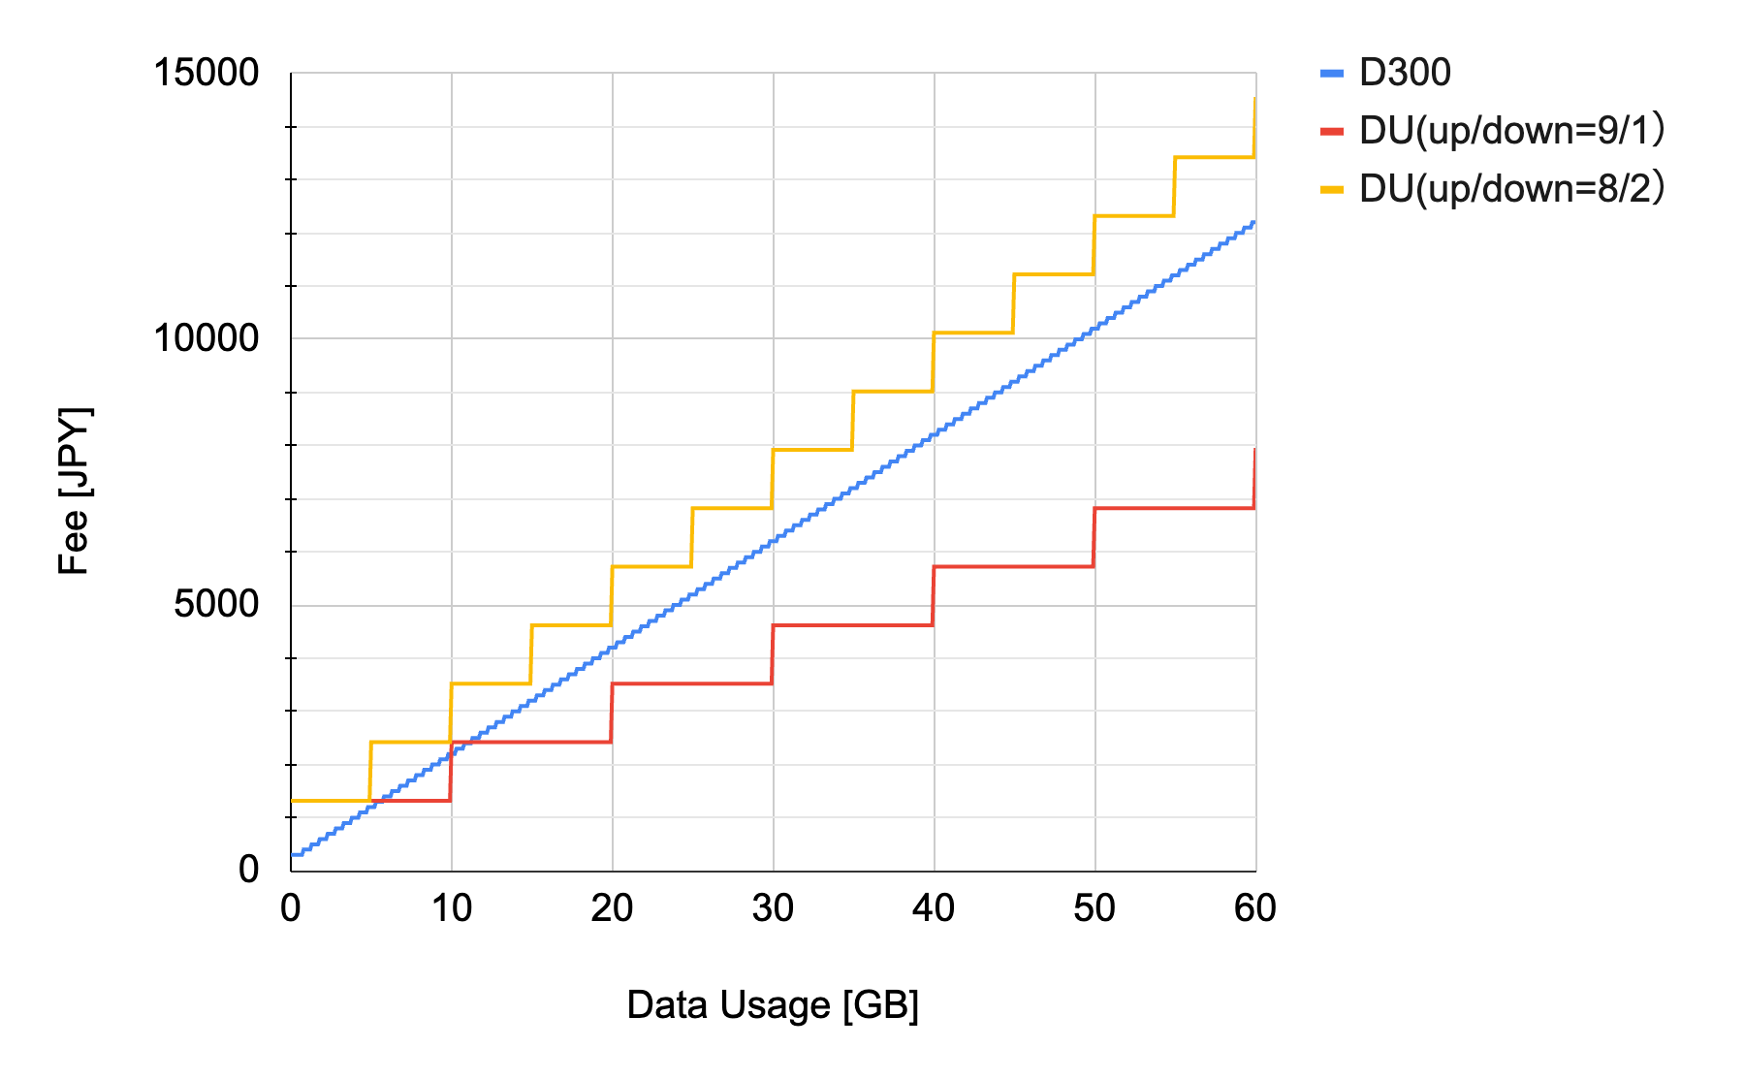 15000
10000
5000
0
Fee [JPY]
0 10 20 30 40 50 60
Data Usage [GB]
D300
DU(up/down=9/1）
DU(up/down=8/2）